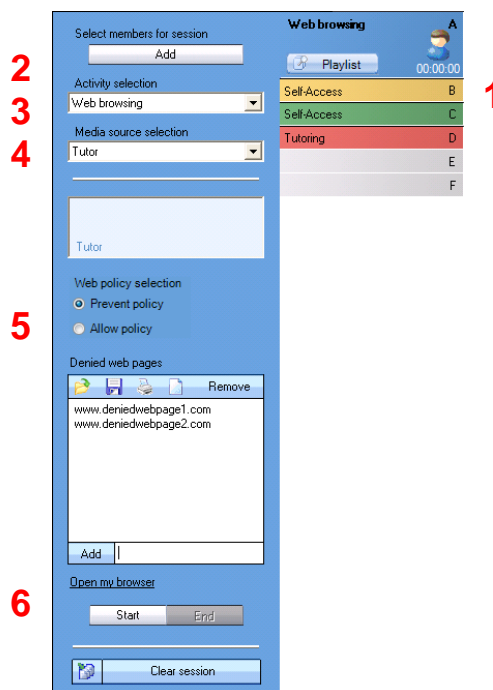 Select members for session
Add
2
Activity selection
3
Web browsing
Media source selection
4
Tutor
Tutor
Web policy selection
Prevent policy
5
Allow policy
Denied web pages
Remove
www.deniedwebpage1.com
www.deniedwebpage2.com
Add
Open my browser
6
Start End
Clear session
Web browsing A
Playlist 00:00:00
Self-Access B
1
Self-Access C
Tutoring D
E
F